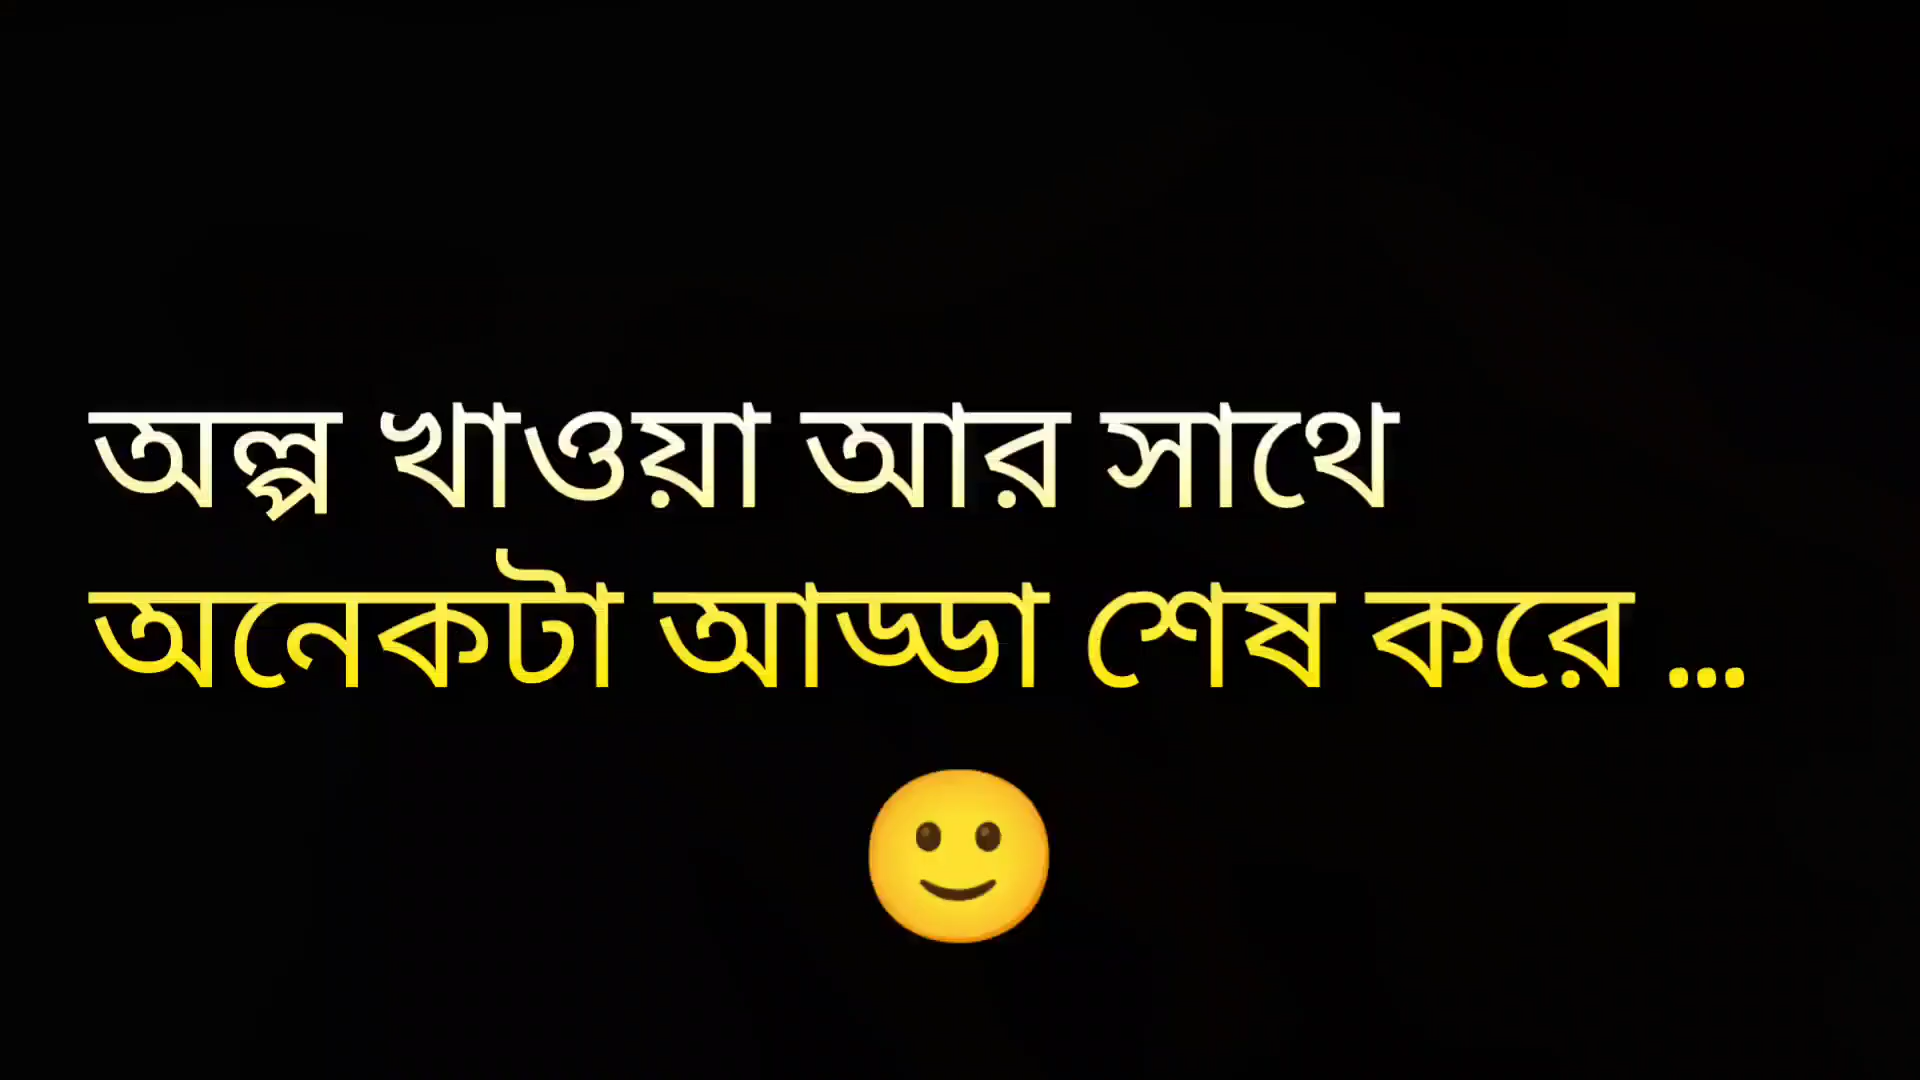 অল্প খাওয়া আর সাথে
অনেকটা আড্ডা শেষ করে ...
🙂